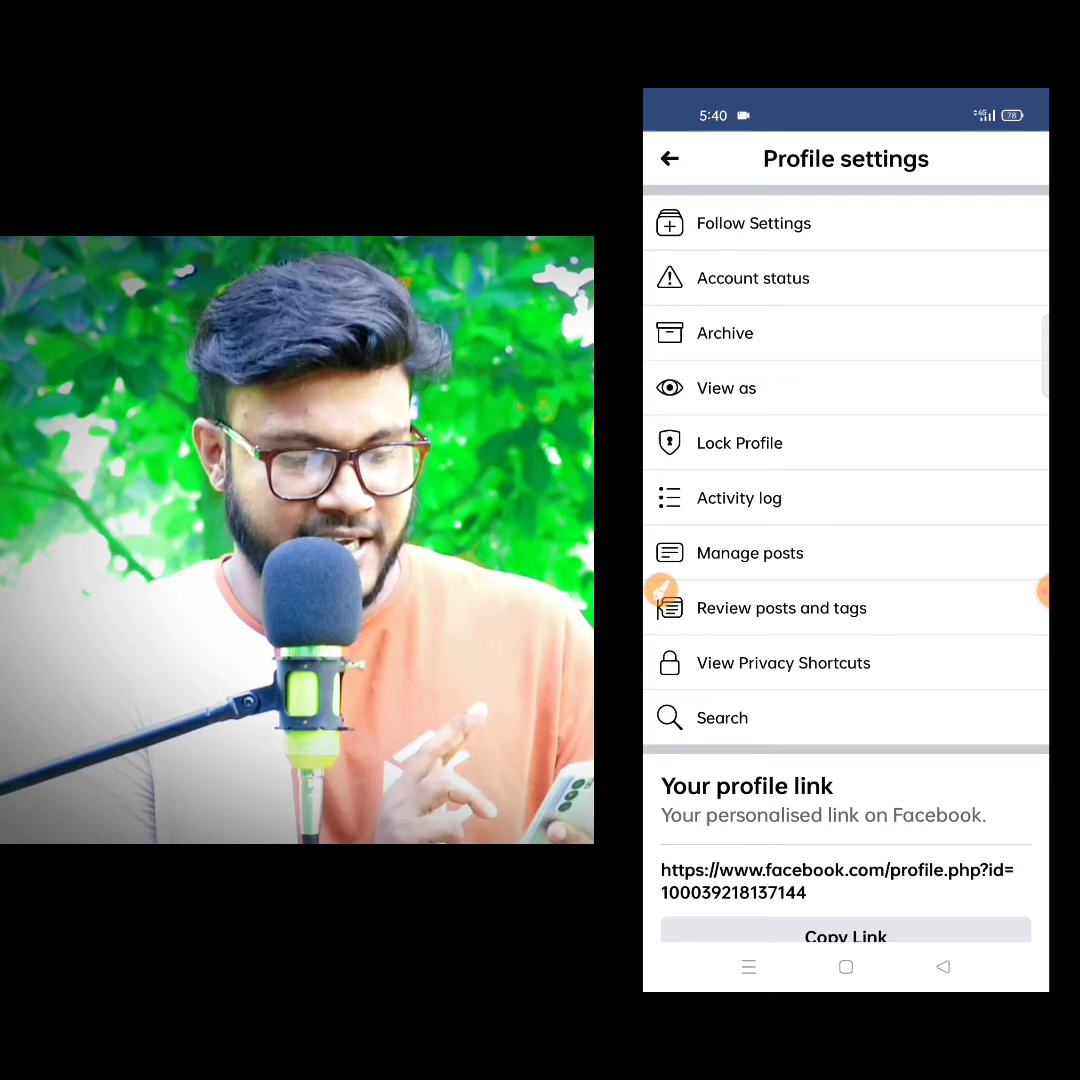 5:40
4G 78
Profile settings
Follow Settings
Account status
Archive
View as
Lock Profile
Activity log
Manage posts
Review posts and tags
View Privacy Shortcuts
Search
Your profile link
Your personalised link on Facebook.
https://www.facebook.com/profile.php?id=
100039218137144
Copy Link